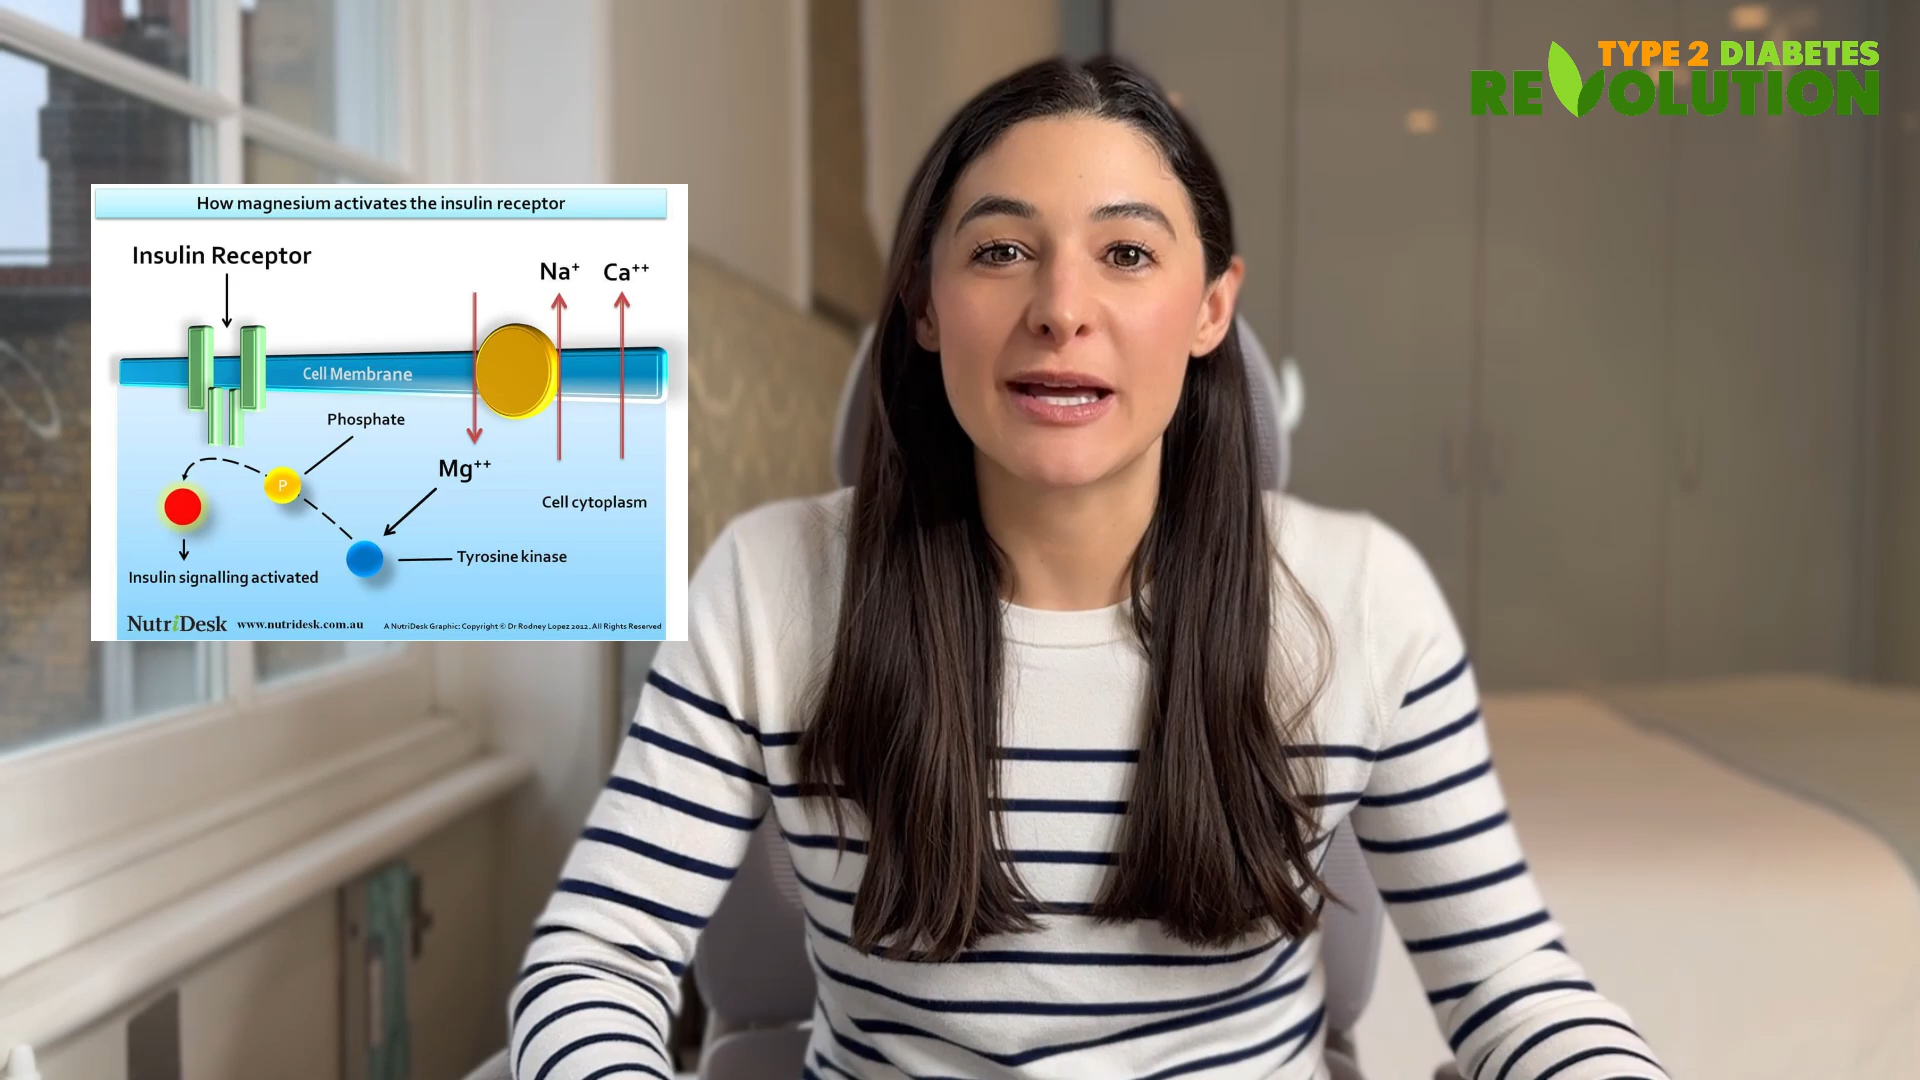 TYPE 2 DIABETES
REVOLUTION
How magnesium activates the insulin receptor
Insulin Receptor
Na⁺ Ca⁺⁺
Cell Membrane
Phosphate
P
Mg⁺⁺
Cell cytoplasm
Tyrosine kinase
Insulin signalling activated
NutriDesk www.nutridesk.com.au A NutriDesk Graphic: Copyright © Dr Rodney Lopez 2012, All Rights Reserved